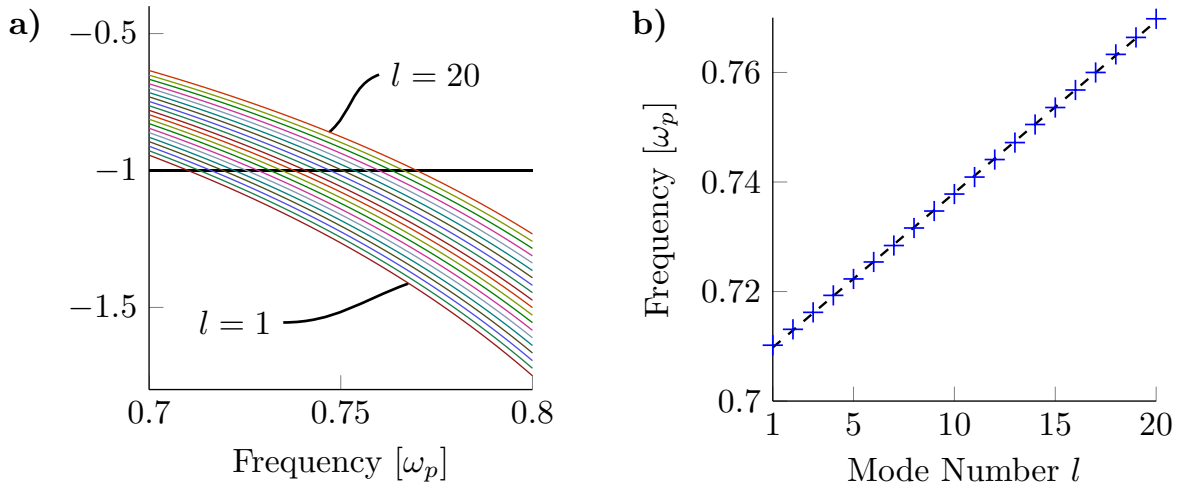 a)
−0.5
−1
−1.5
l = 20
l = 1
0.7 0.75 0.8
Frequency [ωp]
b)
Frequency [ωp]
0.76
0.74
0.72
0.7
1 5 10 15 20
Mode Number l